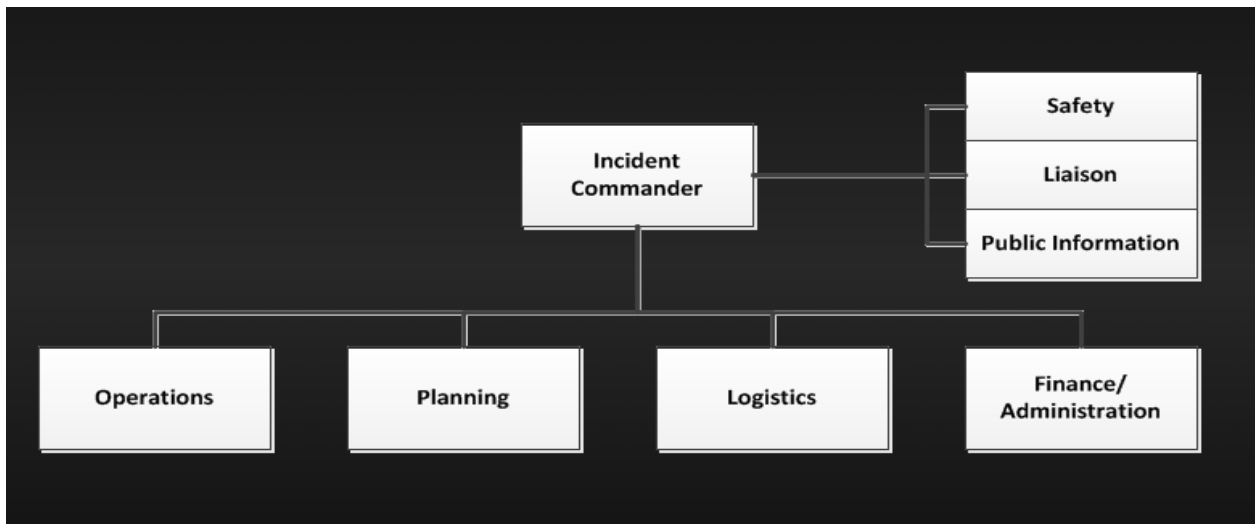 Safety
Incident
Commander
Liaison
Public Information
Operations
Planning
Logistics
Finance/
Administration